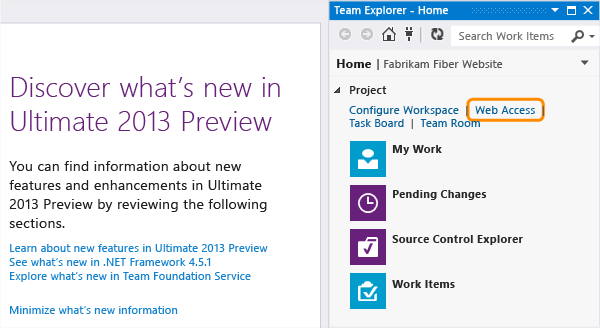 Discover what's new in
Ultimate 2013 Preview
You can find information about new
features and enhancements in Ultimate
2013 Preview by reviewing the following
sections.
Learn about new features in Ultimate 2013 Preview
See what's new in .NET Framework 4.5.1
Explore what's new in Team Foundation Service
Minimize what's new information
Team Explorer - Home
Search Work Items
Home | Fabrikam Fiber Website
Project
Configure Workspace | Web Access |
Task Board | Team Room
My Work
Pending Changes
Source Control Explorer
Work Items